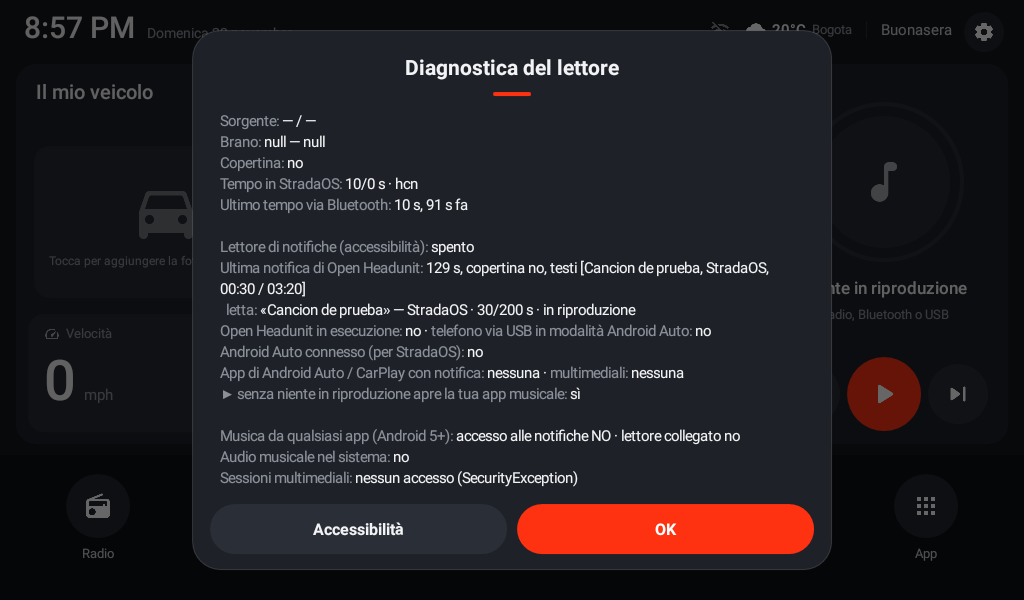 8:57 PM
Domenica
20°C
Bogota
Buonasera
Il mio veicolo
Tocca per aggiungere la
Velocità
0 mph
Diagnostica del lettore
Sorgente: — / —
Brano: null — null
Copertina: no
Tempo in StradaOS: 10/0 s · hcn
Ultimo tempo via Bluetooth: 10 s, 91 s fa
Lettore di notifiche (accessibilità): spento
Ultima notifica di Open Headunit: 129 s, copertina no, testi [Cancion de prueba, StradaOS,
00:30 / 03:20]
letta: «Cancion de prueba» — StradaOS · 30/200 s · in riproduzione
Open Headunit in esecuzione: no · telefono via USB in modalità Android Auto: no
Android Auto connesso (per StradaOS): no
App di Android Auto / CarPlay con notifica: nessuna · multimediali: nessuna
► senza niente in riproduzione apre la tua app musicale: sì
Musica da qualsiasi app (Android 5+): accesso alle notifiche NO · lettore collegato no
Audio musicale nel sistema: no
Sessioni multimediali: nessun accesso (SecurityException)
Accessibilità
OK
in riproduzione
Bluetooth o USB
Radio
App